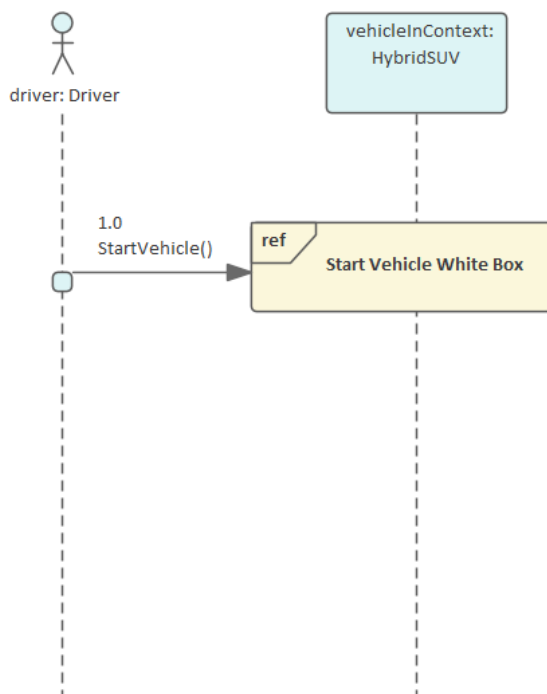 vehicleInContext:
HybridSUV
driver: Driver
1.0
StartVehicle()
ref
Start Vehicle White Box